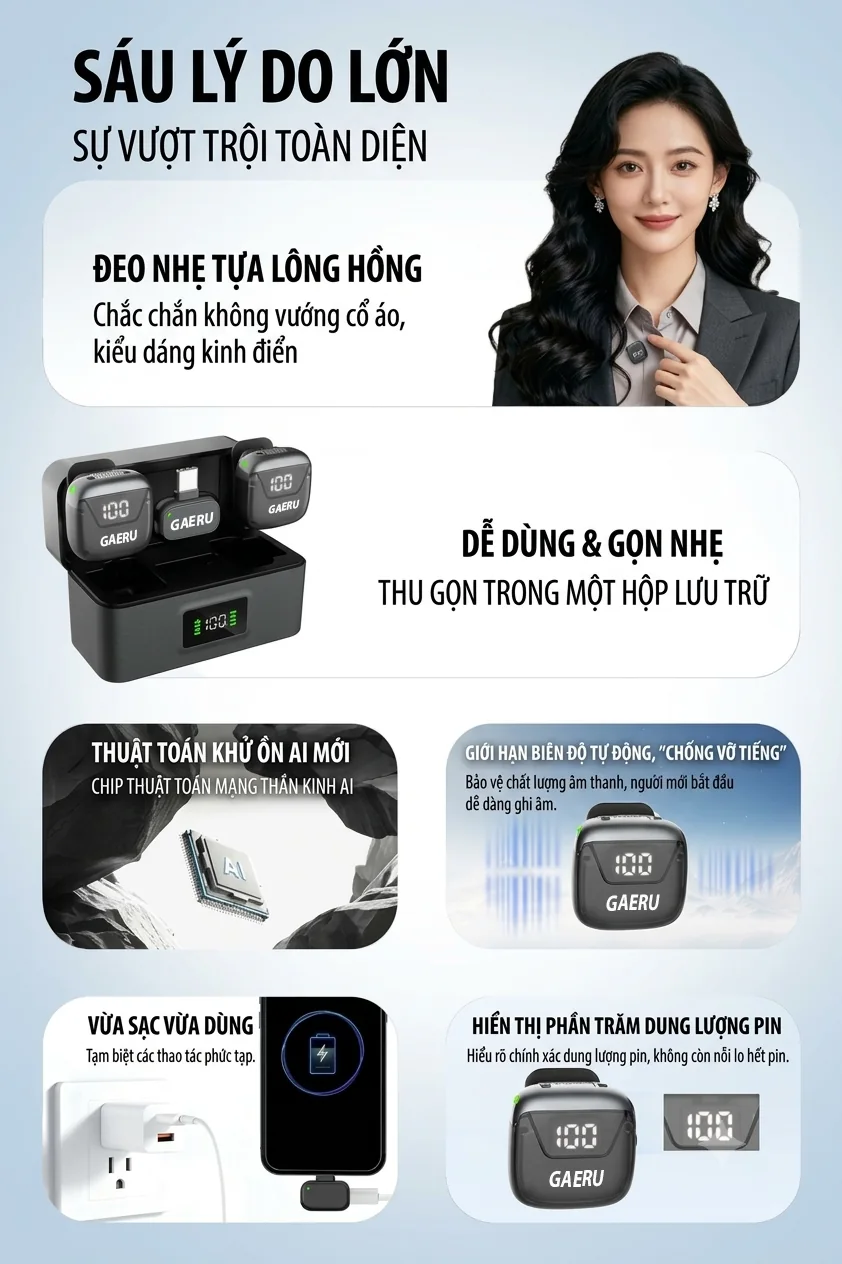 SÁU LÝ DO LỚN
SỰ VƯỢT TRỘI TOÀN DIỆN
ĐEO NHẸ TỰA LÔNG HỒNG
Chắc chắn không vướng cổ áo,
kiểu dáng kinh điển
100
GAERU
GAERU
100
GAERU
100
DỄ DÙNG & GỌN NHẸ
THU GỌN TRONG MỘT HỘP LƯU TRỮ
THUẬT TOÁN KHỬ ỒN AI MỚI
CHIP THUẬT TOÁN MẠNG THẦN KINH AI
AI
GIỚI HẠN BIÊN ĐỘ TỰ ĐỘNG, "CHỐNG VỠ TIẾNG"
Bảo vệ chất lượng âm thanh, người mới bắt đầu
dễ dàng ghi âm.
100
GAERU
VỪA SẠC VỪA DÙNG
Tạm biệt các thao tác phức tạp.
HIỂN THỊ PHẦN TRĂM DUNG LƯỢNG PIN
Hiểu rõ chính xác dung lượng pin, không còn nỗi lo hết pin.
100
GAERU
100